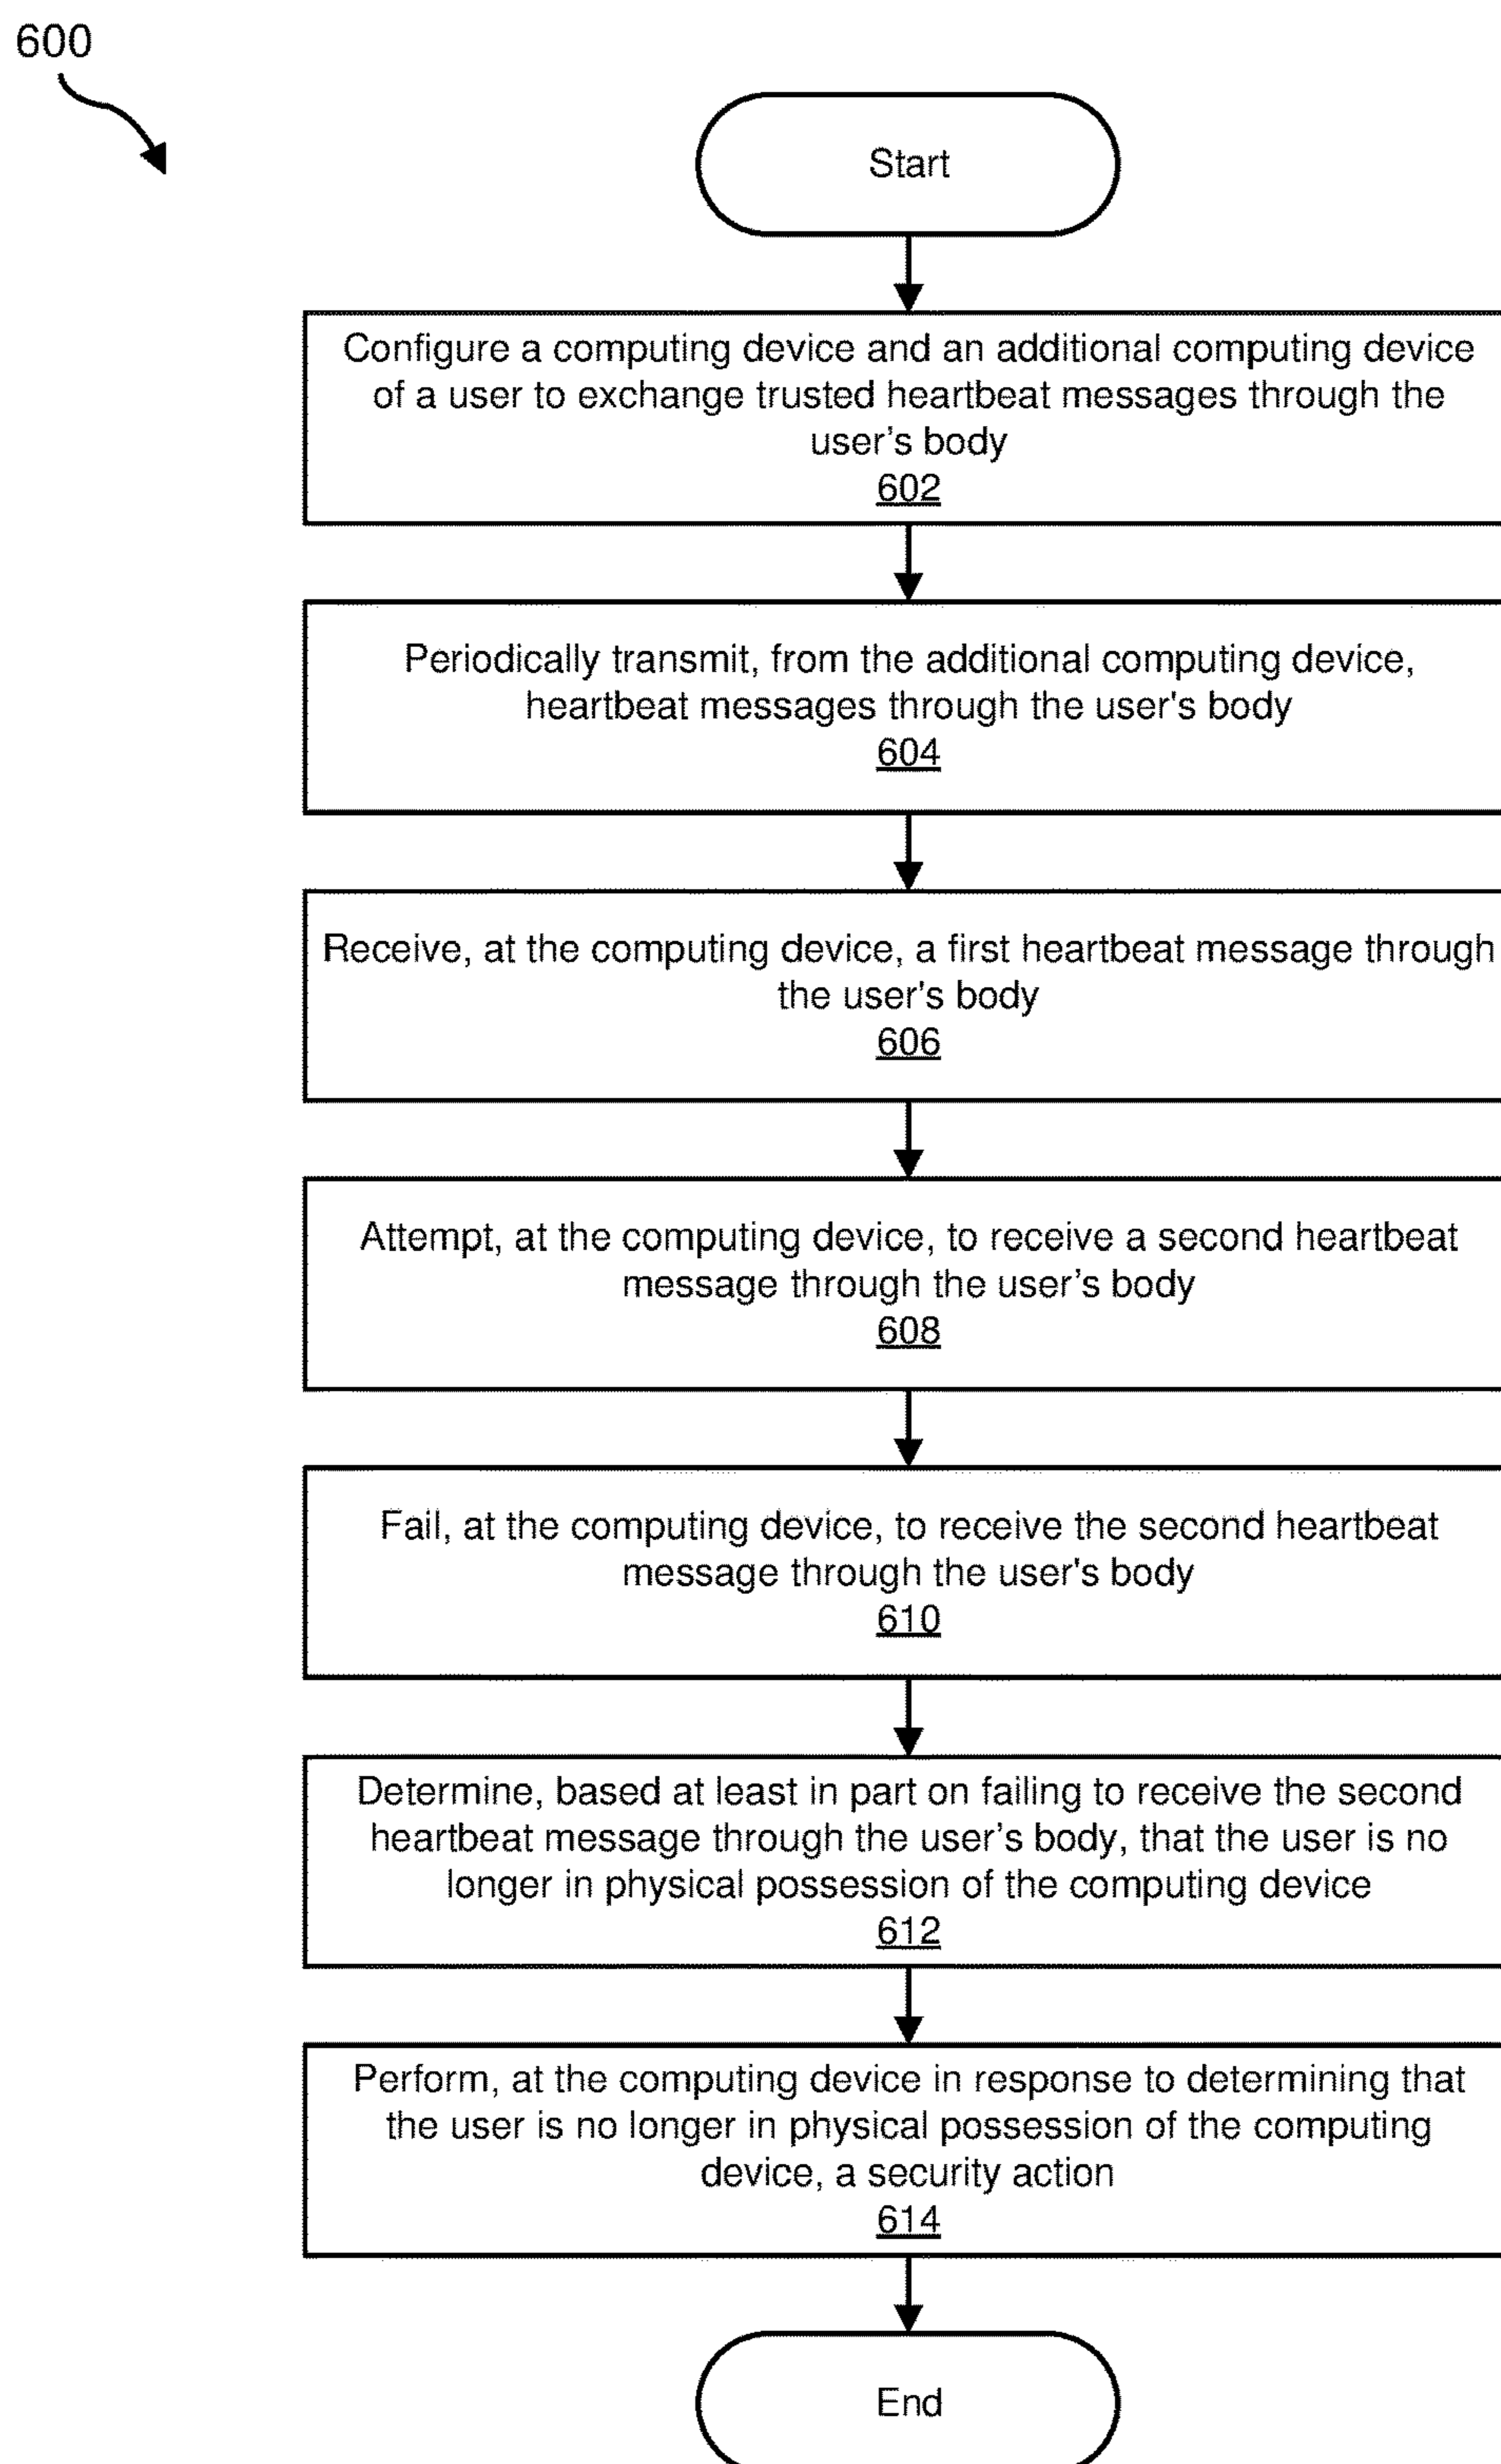 600
Start
Configure a computing device and an additional computing device
of a user to exchange trusted heartbeat messages through the
user’s body
602
Periodically transmit, from the additional computing device,
heartbeat messages through the user's body
604
Receive, at the computing device, a first heartbeat message through
the user's body
606
Attempt, at the computing device, to receive a second heartbeat
message through the user’s body
608
Fail, at the computing device, to receive the second heartbeat
message through the user's body
610
Determine, based at least in part on failing to receive the second
heartbeat message through the user’s body, that the user is no
longer in physical possession of the computing device
612
Perform, at the computing device in response to determining that
the user is no longer in physical possession of the computing
device, a security action
614
End